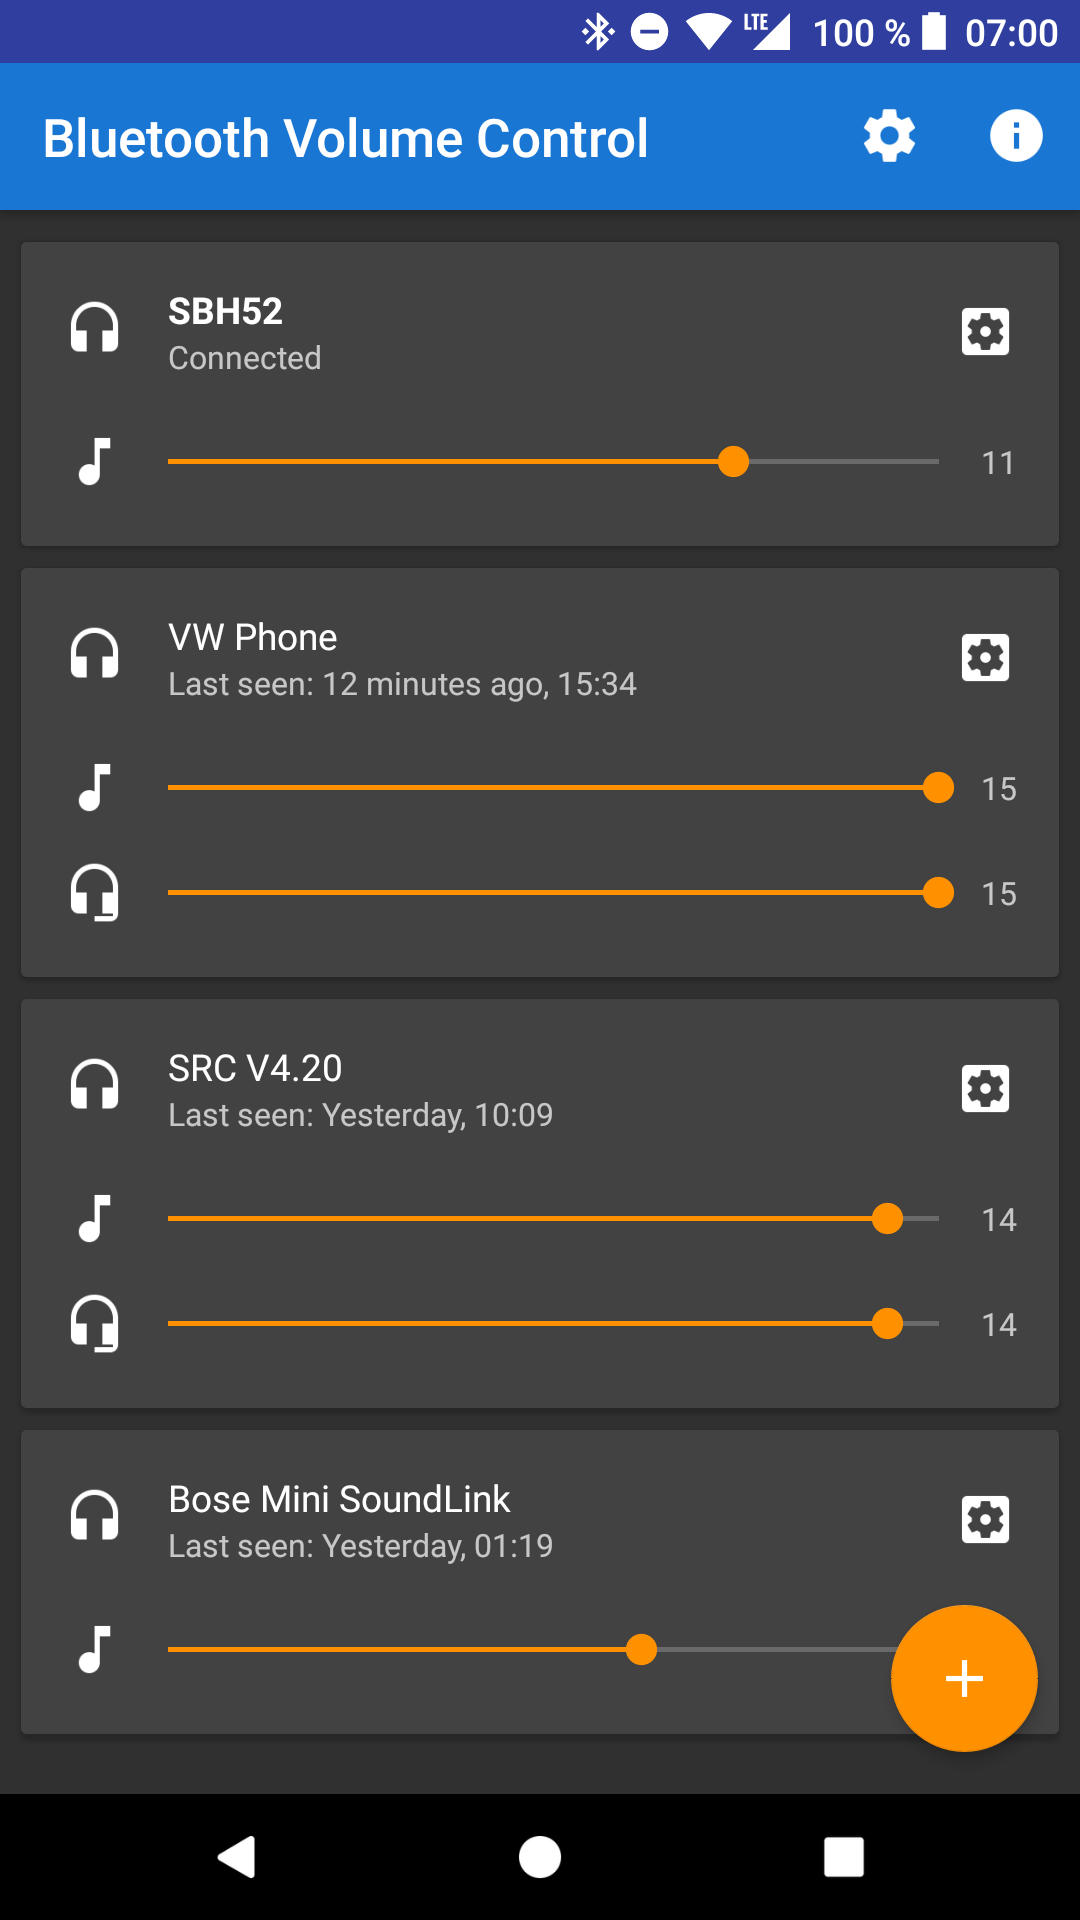 LTE 100 % 07:00
Bluetooth Volume Control
SBH52
Connected
11
VW Phone
Last seen: 12 minutes ago, 15:34
15
15
SRC V4.20
Last seen: Yesterday, 10:09
14
14
Bose Mini SoundLink
Last seen: Yesterday, 01:19